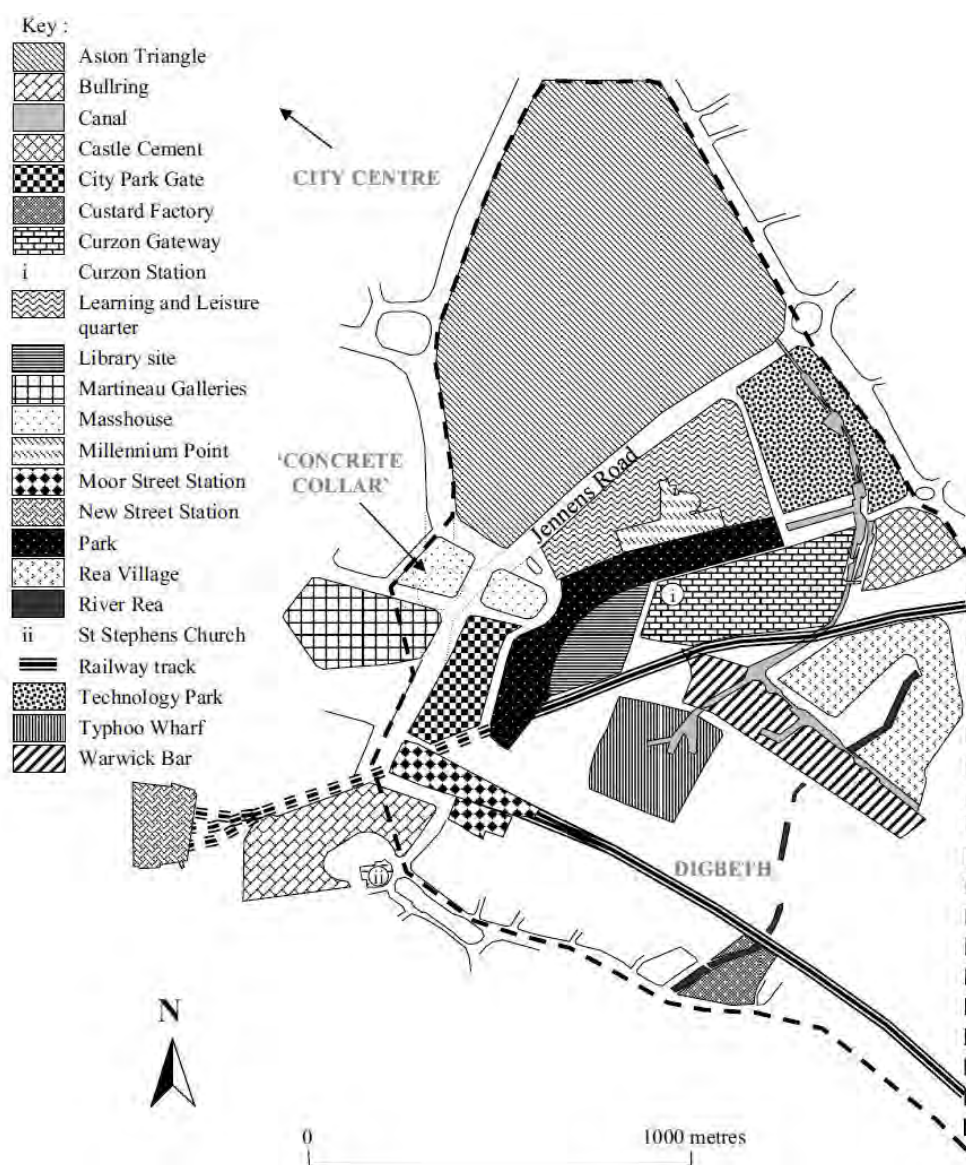 Key :
Aston Triangle
Bullring
Canal
Castle Cement
City Park Gate
Custard Factory
Curzon Gateway
i Curzon Station
Learning and Leisure
quarter
Library site
Martineau Galleries
Masshouse
Millennium Point
Moor Street Station
New Street Station
Park
Rea Village
River Rea
ii St Stephens Church
Railway track
Technology Park
Typhoo Wharf
Warwick Bar
CITY CENTRE
'CONCRETE
COLLAR'
Jennens Road
i
ii
DIGBETH
N
0 1000 metres